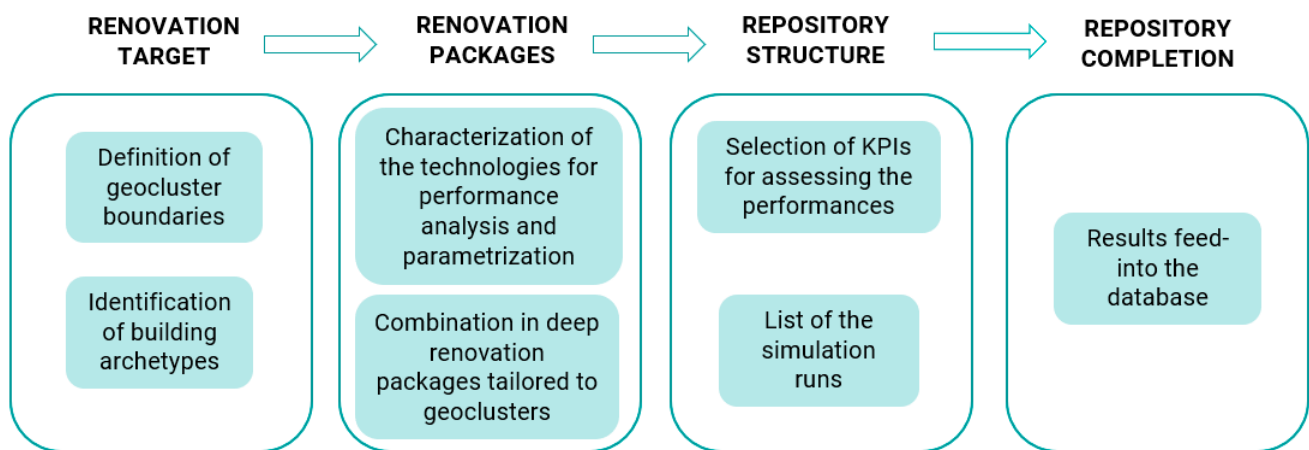 RENOVATION
TARGET
RENOVATION
PACKAGES
REPOSITORY
STRUCTURE
REPOSITORY
COMPLETION
Definition of
geocluster
boundaries
Identification
of building
archetypes
Characterization of
the technologies for
performance
analysis and
parametrization
Combination in deep
renovation
packages tailored to
geoclusters
Selection of KPIs
for assessing the
performances
List of the
simulation
runs
Results feed-
into the
database